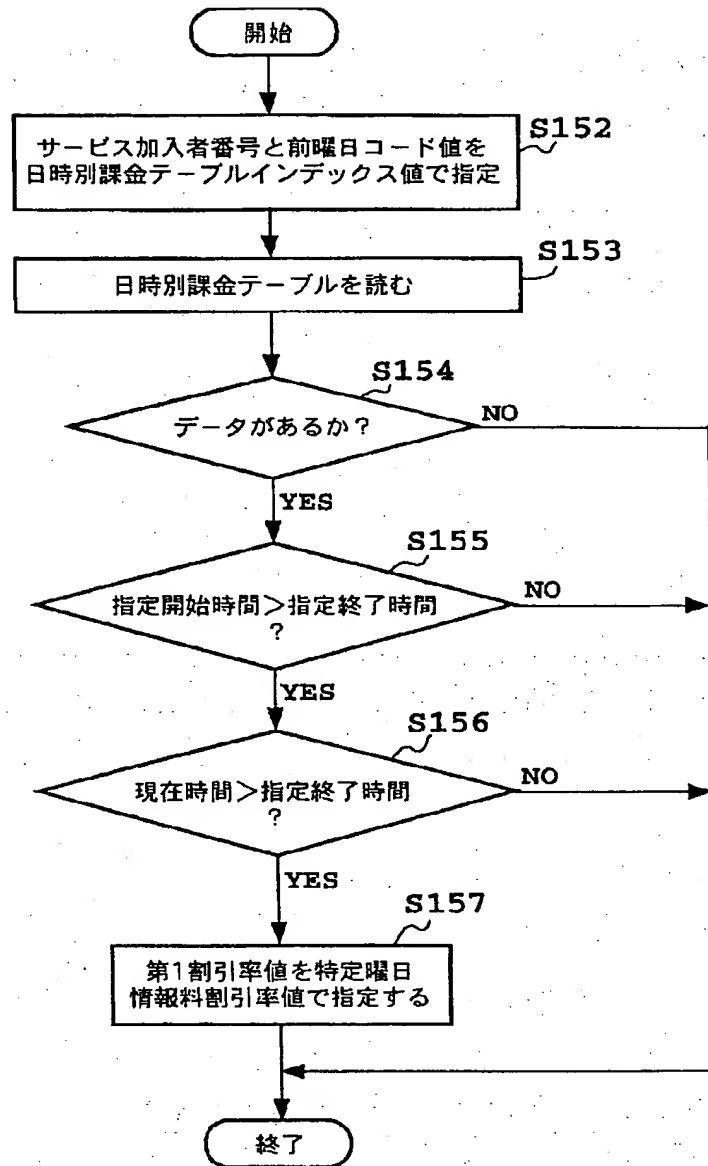 開始
S152
サービス加入者番号と前曜日コード値を
日時別課金テーブルインデックス値で指定
S153
日時別課金テーブルを読む
S154
データがあるか?
NO
YES
S155
指定開始時間>指定終了時間
?
NO
YES
S156
現在時間>指定終了時間
?
NO
YES
S157
第1割引率値を特定曜日
情報料割引率値で指定する
終了